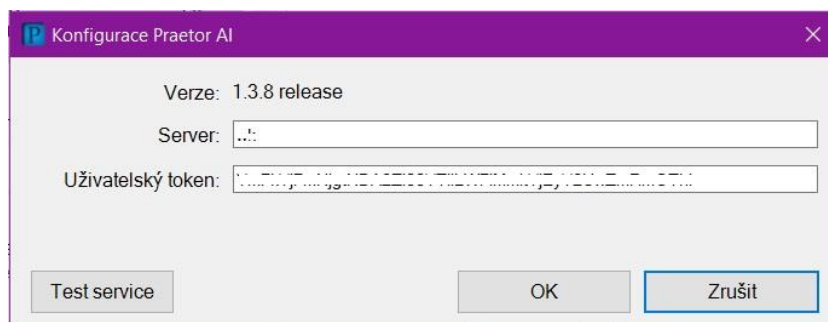 Konfigurace Praetor AI
Verze: 1.3.8 release
Server:
Uživatelský token:
Test service
OK
Zrušit